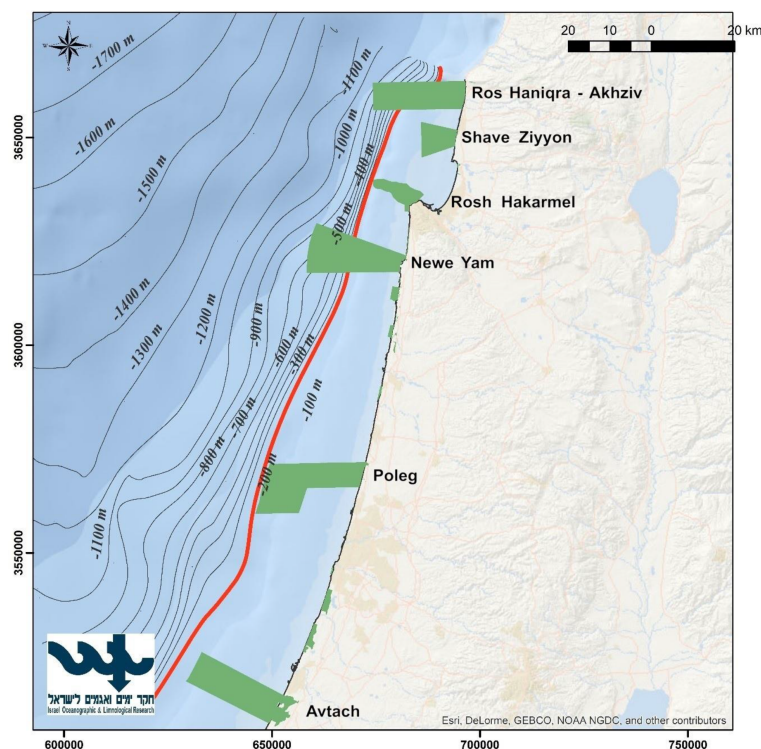 -1700 m
-1600 m
-1500 m
-1400 m
-1300 m
-1200 m
-1100 m
-1000 m
-900 m
-400 m
-500 m
-600 m
-300 m
-700 m
-800 m
-100 m
-200 m
-1100 m
20 10 0 20 km
Ros Haniqra - Akhziv
Shave Ziyyon
Rosh Hakarmel
Newe Yam
Poleg
Avtach
3650000
3600000
3550000
חקר ימים ואגמים לישראל
Israel Oceanographic & Limnological Research
Esri, DeLorme, GEBCO, NOAA NGDC, and other contributors
600000 650000 700000 750000